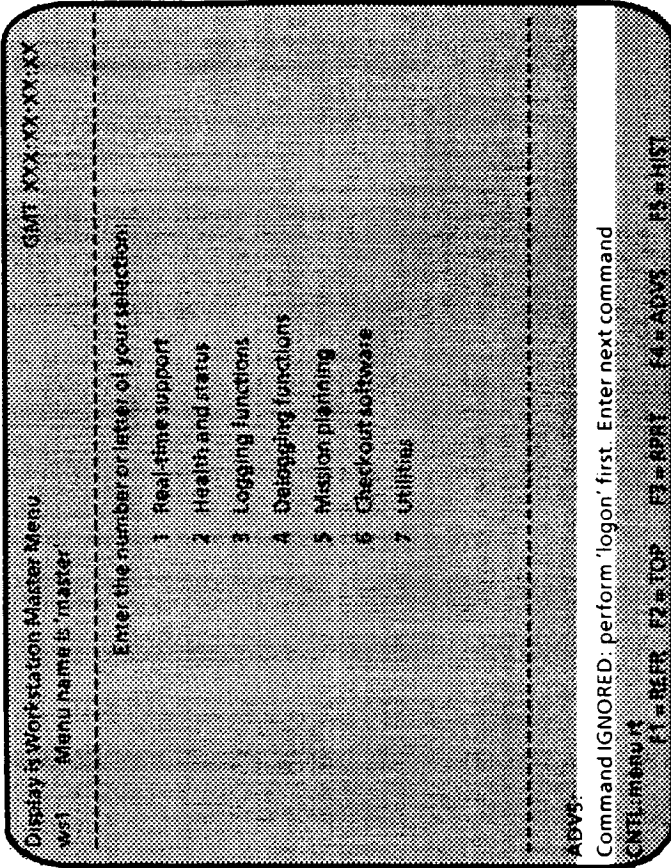 Display is Workstation Master Menu GMT XXX:XX:XX:XX
ws1 Menu name is 'master'
Enter the number or letter of your selection:
1 Real-time support
2 Health and status
3 Logging functions
4 Delogging functions
5 Mission planning
6 Checkout software
7 Utilities
ADVS:
Command IGNORED: perform 'logon' first. Enter next command
CNTL: menu rt
F1 = REFR F2 = TOP F3 = RPRT F4 = ADVS F5 = HIST